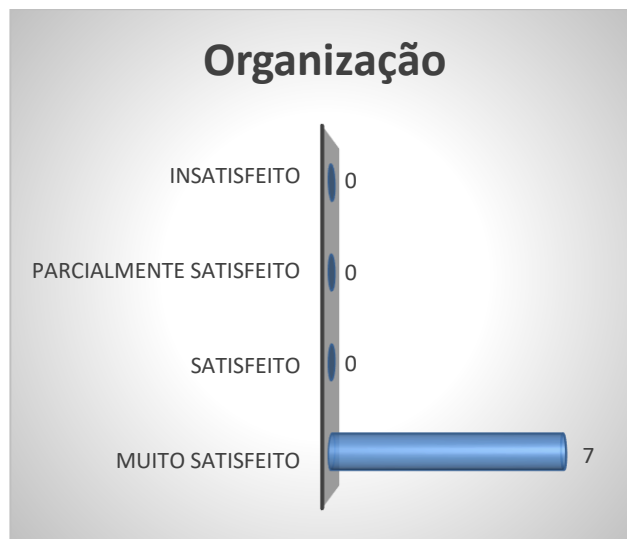 Organização
INSATISFEITO 0
PARCIALMENTE SATISFEITO 0
SATISFEITO 0
MUITO SATISFEITO 7